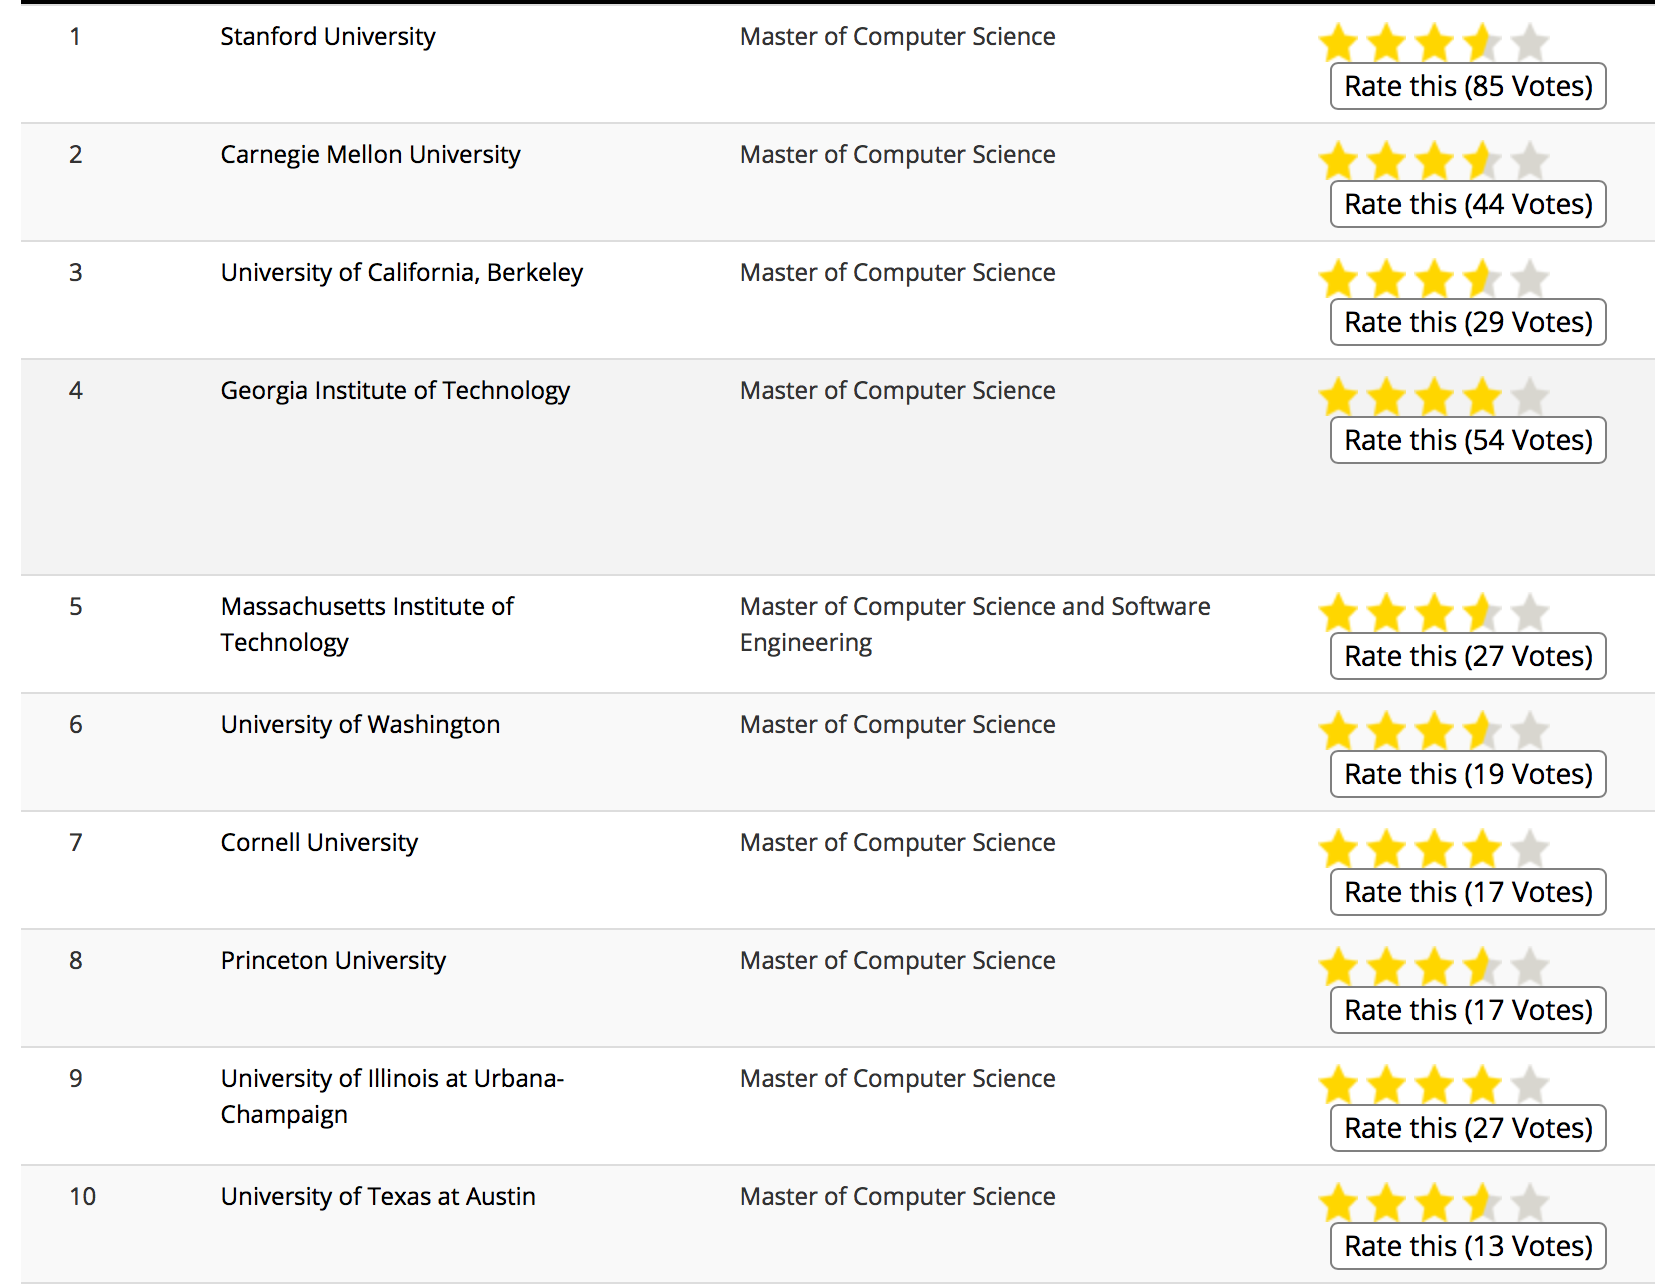 1 Stanford University Master of Computer Science
Rate this (85 Votes)
2 Carnegie Mellon University Master of Computer Science
Rate this (44 Votes)
3 University of California, Berkeley Master of Computer Science
Rate this (29 Votes)
4 Georgia Institute of Technology Master of Computer Science
Rate this (54 Votes)
5 Massachusetts Institute of Master of Computer Science and Software
Technology Engineering
Rate this (27 Votes)
6 University of Washington Master of Computer Science
Rate this (19 Votes)
7 Cornell University Master of Computer Science
Rate this (17 Votes)
8 Princeton University Master of Computer Science
Rate this (17 Votes)
9 University of Illinois at Urbana- Master of Computer Science
Champaign
Rate this (27 Votes)
10 University of Texas at Austin Master of Computer Science
Rate this (13 Votes)